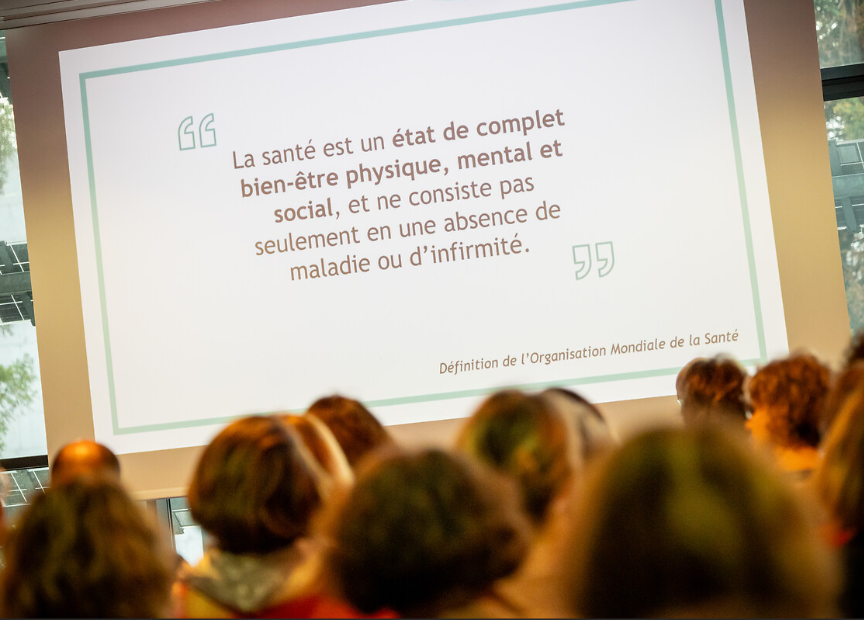 “
La santé est un état de complet
bien-être physique, mental et
social, et ne consiste pas
seulement en une absence de
maladie ou d’infirmité.
”
Définition de l’Organisation Mondiale de la Santé